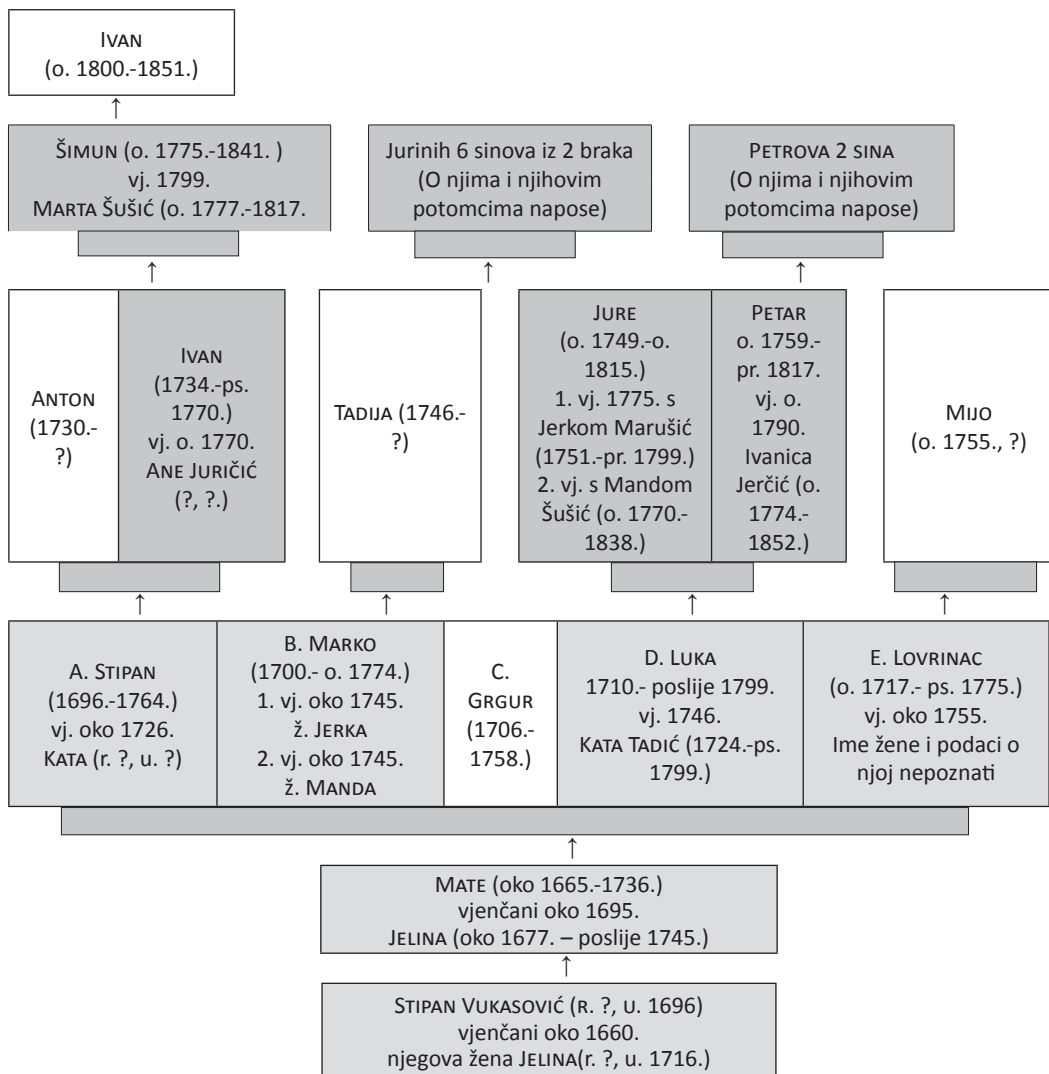 IVAN
(o. 1800.-1851.)
↑
ŠIMUN (o. 1775.-1841. )
vj. 1799.
MARTA ŠUŠIĆ (o. 1777.-1817.
Jurinih 6 sinova iz 2 braka
(O njima i njihovim
potomcima napose)
PETROVA 2 SINA
(O njima i njihovim
potomcima napose)
↑
↑
↑
ANTON
(1730.-
?)
IVAN
(1734.-ps.
1770.)
vj. o. 1770.
ANE JURIČIĆ
(?, ?.)
TADIJA (1746.-
?)
JURE
(o. 1749.-o.
1815.)
1. vj. 1775. s
Jerkom Marušić
(1751.-pr. 1799.)
2. vj. s Mandom
Šušić (o. 1770.-
1838.)
PETAR
o. 1759.-
pr. 1817.
vj. o.
1790.
Ivanica
Jerčić (o.
1774.-
1852.)
MIJO
(o. 1755., ?)
↑
↑
↑
↑
A. STIPAN
(1696.-1764.)
vj. oko 1726.
KATA (r. ?, u. ?)
B. MARKO
(1700.- o. 1774.)
1. vj. oko 1745.
ž. JERKA
2. vj. oko 1745.
ž. MANDA
C.
GRGUR
(1706.-
1758.)
D. LUKA
1710.- poslije 1799.
vj. 1746.
KATA TADIĆ (1724.-ps.
1799.)
E. LOVRINAC
(o. 1717.- ps. 1775.)
vj. oko 1755.
Ime žene i podaci o
njoj nepoznati
↑
MATE (oko 1665.-1736.)
vjenčani oko 1695.
JELINA (oko 1677. – poslije 1745.)
↑
STIPAN VUKASOVIĆ (R. ?, U. 1696)
vjenčani oko 1660.
njegova žena JELINA(r. ?, u. 1716.)